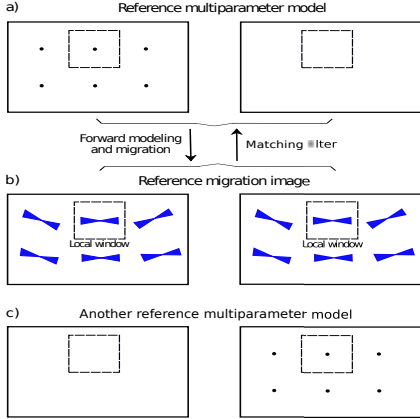 a) Reference multiparameter model
Forward modeling
and migration
Matching lter
b) Reference migration image
Local window
Local window
c) Another reference multiparameter model